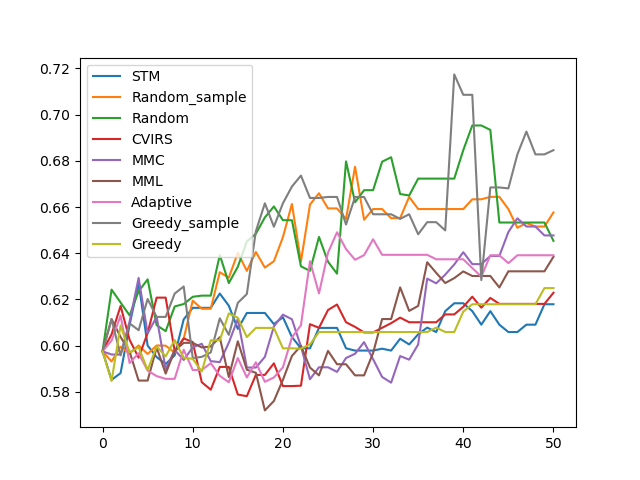 0.72
0.70
0.68
0.66
0.64
0.62
0.60
0.58
STM
Random_sample
Random
CVIRS
MMC
MML
Adaptive
Greedy_sample
Greedy
0 10 20 30 40 50